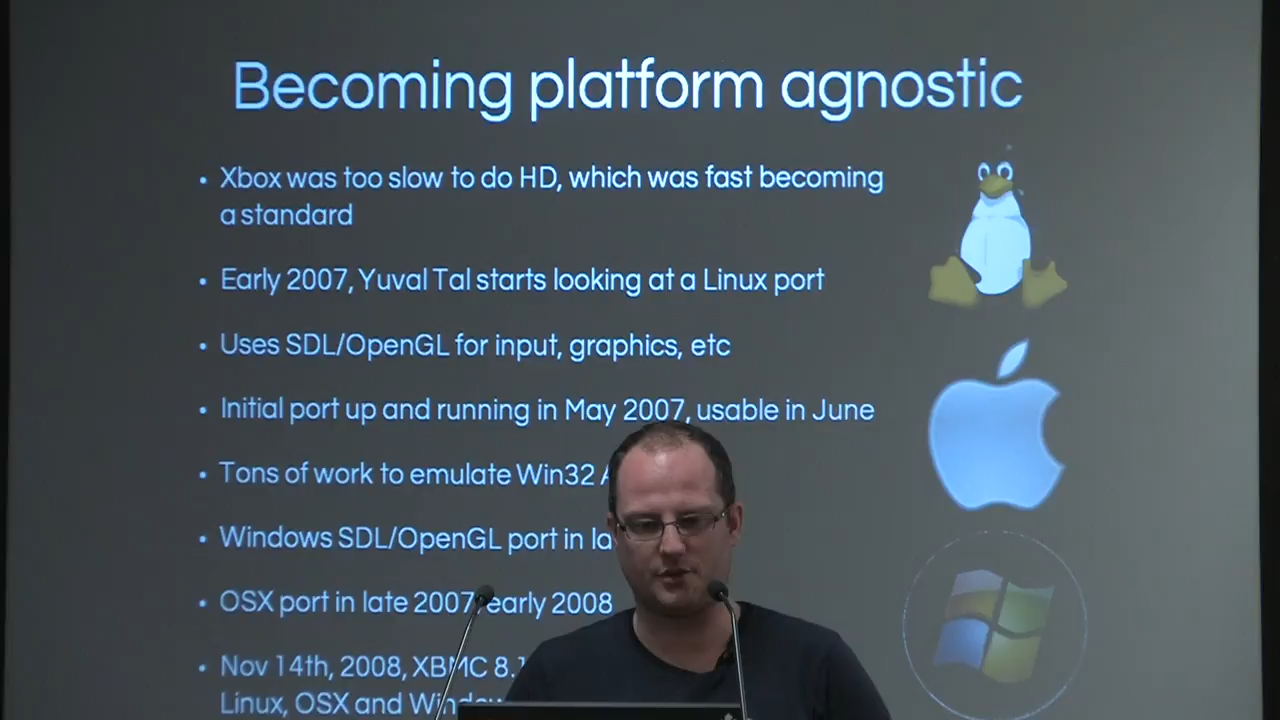 Becoming platform agnostic
• Xbox was too slow to do HD, which was fast becoming
a standard
• Early 2007, Yuval Tal starts looking at a Linux port
• Uses SDL/OpenGL for input, graphics, etc
• Initial port up and running in May 2007, usable in June
• Tons of work to emulate Win32
• Windows SDL/OpenGL port in
• OSX port in late 2007, early 2008
• Nov 14th, 2008, XBMC
Linux, OSX and